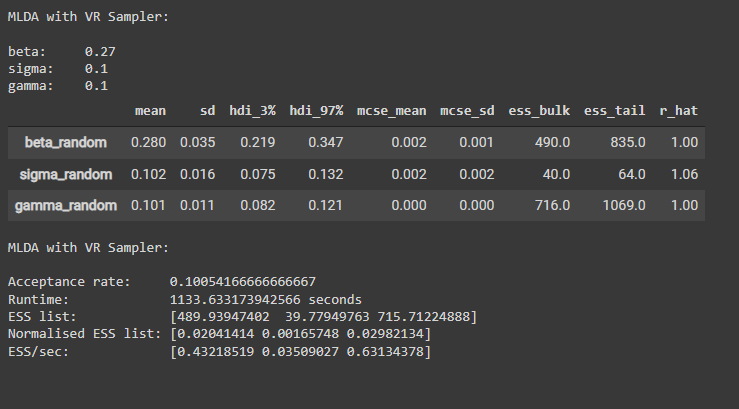 MLDA with VR Sampler:
beta: 0.27
sigma: 0.1
gamma: 0.1
mean sd hdi_3% hdi_97% mcse_mean mcse_sd ess_bulk ess_tail r_hat
beta_random 0.280 0.035 0.219 0.347 0.002 0.001 490.0 835.0 1.00
sigma_random 0.102 0.016 0.075 0.132 0.002 0.002 40.0 64.0 1.06
gamma_random 0.101 0.011 0.082 0.121 0.000 0.000 716.0 1069.0 1.00
MLDA with VR Sampler:
Acceptance rate: 0.10054166666666667
Runtime: 1133.633173942566 seconds
ESS list: [489.93947402 39.77949763 715.71224888]
Normalised ESS list: [0.02041414 0.00165748 0.02982134]
ESS/sec: [0.43218519 0.03509027 0.63134378]